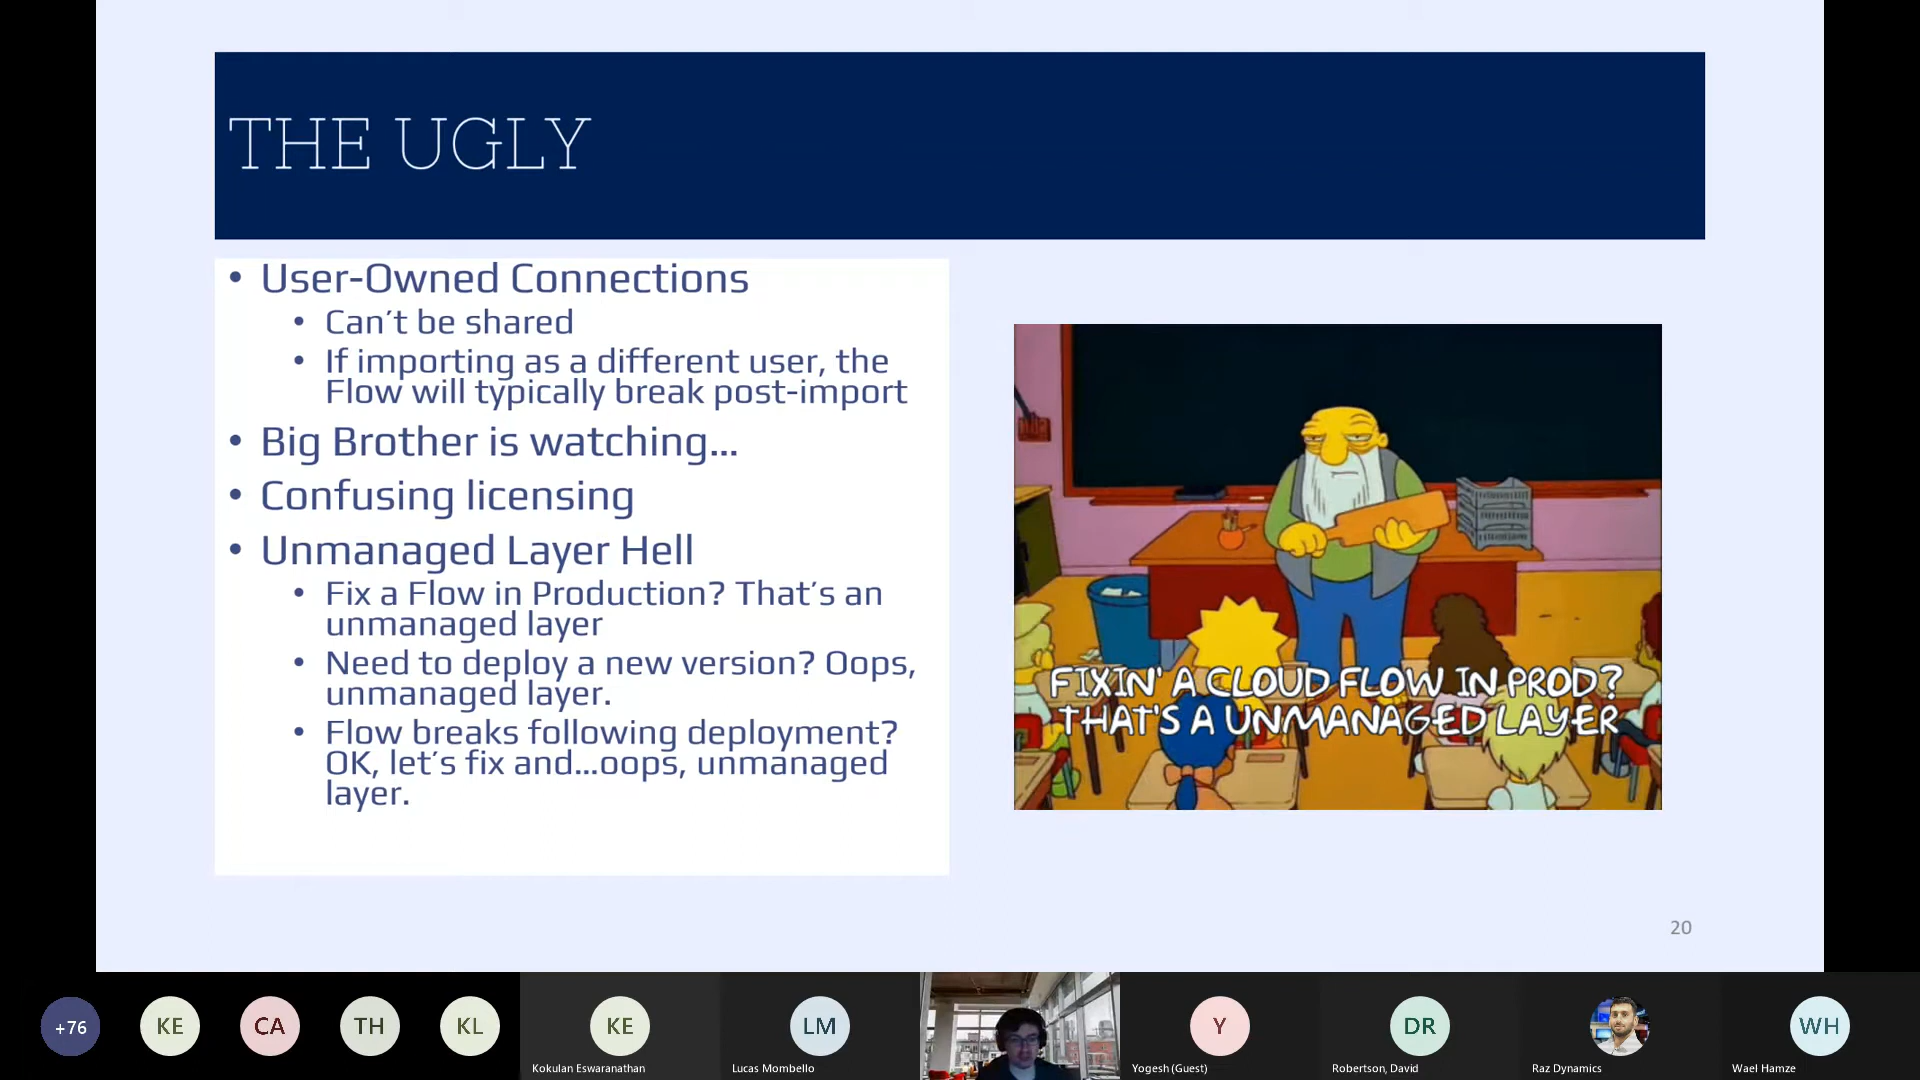 THE UGLY
• User-Owned Connections
• Can't be shared
• If importing as a different user, the
Flow will typically break post-import
• Big Brother is watching...
• Confusing licensing
• Unmanaged Layer Hell
• Fix a Flow in Production? That's an
unmanaged layer
• Need to deploy a new version? Oops,
unmanaged layer.
• Flow breaks following deployment?
OK, let's fix and...oops, unmanaged
layer.
FIXIN' A CLOUD FLOW IN PROD?
THAT'S A UNMANAGED LAYER
20
+76
KE
CA
TH
KL
KE
LM
Y
DR
WH
Kokulan Eswaranathan
Lucas Mombello
Yogesh (Guest)
Robertson, David
Raz Dynamics
Wael Hamze